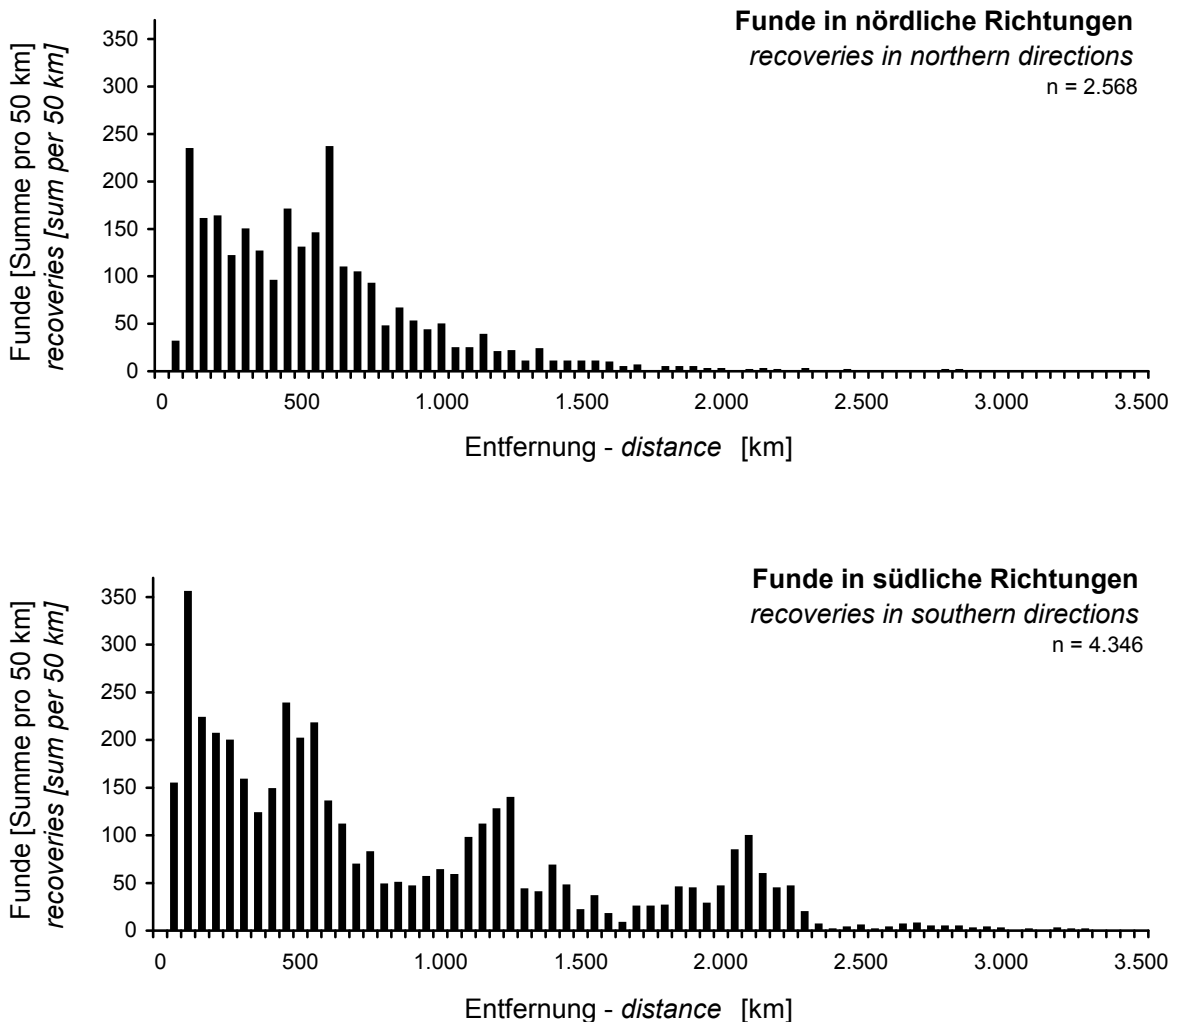 Funde in nördliche Richtungen
recoveries in northern directions
n = 2.568
Funde [Summe pro 50 km]
recoveries [sum per 50 km]
350
300
250
200
150
100
50
0
0 500 1.000 1.500 2.000 2.500 3.000 3.500
Entfernung - distance [km]
Funde in südliche Richtungen
recoveries in southern directions
n = 4.346
Funde [Summe pro 50 km]
recoveries [sum per 50 km]
350
300
250
200
150
100
50
0
0 500 1.000 1.500 2.000 2.500 3.000 3.500
Entfernung - distance [km]